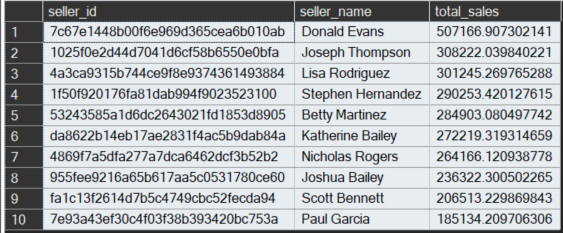 seller_id seller_name total_sales
1 7c67e1448b00f6e969d365cea6b010ab Donald Evans 507166.907302141
2 1025f0e2d44d7041d6cf58b6550e0bfa Joseph Thompson 308222.039840221
3 4a3ca9315b744ce9f8e9374361493884 Lisa Rodriguez 301245.269765288
4 1f50f920176fa81dab994f9023523100 Stephen Hernandez 290253.420127615
5 53243585a1d6dc2643021fd1853d8905 Betty Martinez 284903.080497742
6 da8622b14eb17ae2831f4ac5b9dab84a Katherine Bailey 272219.319314659
7 4869f7a5dfa277a7dca6462dcf3b52b2 Nicholas Rogers 264166.120938778
8 955fee9216a65b617aa5c0531780ce60 Joshua Bailey 236322.300502265
9 fa1c13f2614d7b5c4749cbc52fecda94 Scott Bennett 206513.229869843
10 7e93a43ef30c4f03f38b393420bc753a Paul Garcia 185134.209706306